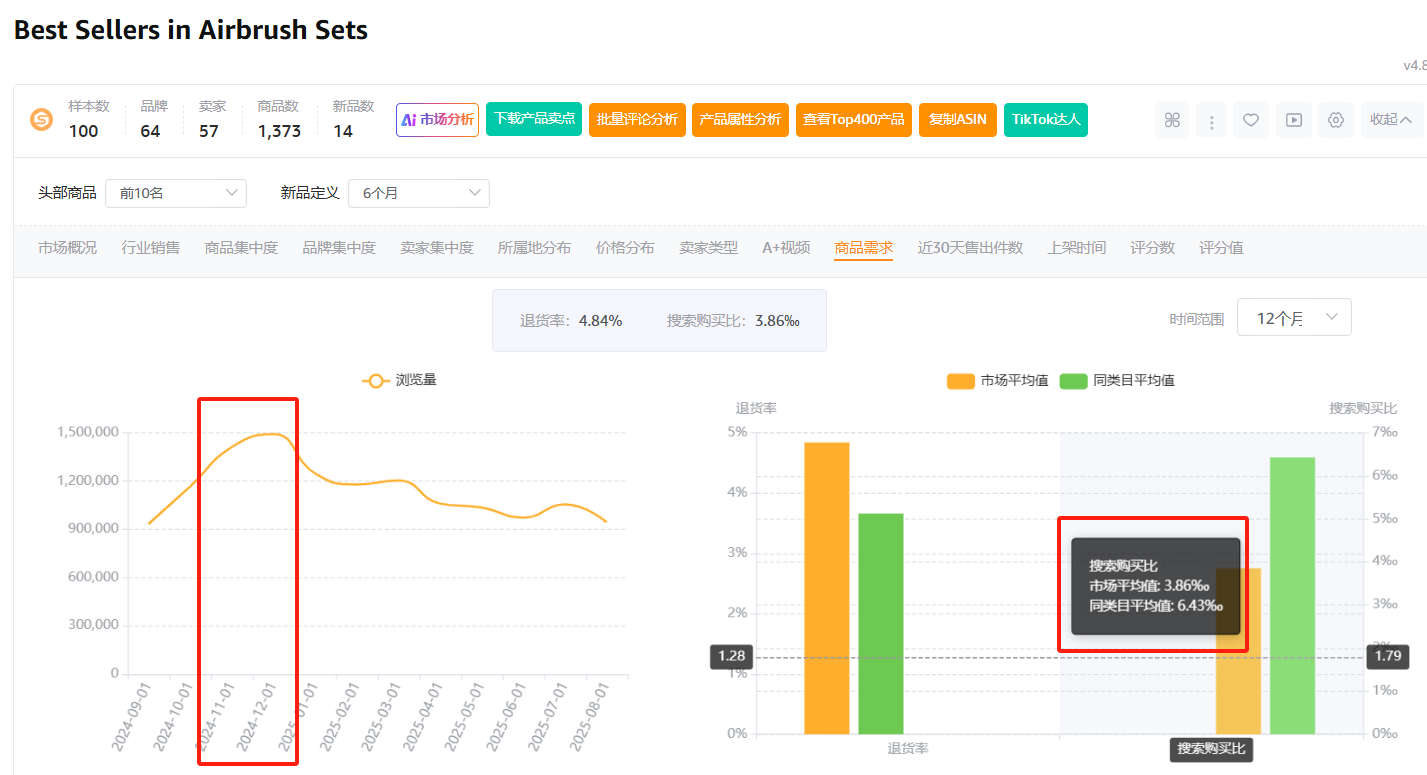 Best Sellers in Airbrush Sets
v4.8
样本数 品牌 卖家 商品数 新品数
100 64 57 1,373 14
Ai 市场分析 下载产品卖点 批量评论分析 产品属性分析 查看Top400产品 复制ASIN TikTok达人 收起
头部商品 前10名 新品定义 6个月
市场概况 行业销售 商品集中度 品牌集中度 卖家集中度 所属地分布 价格分布 卖家类型 A+视频 商品需求 近30天售出件数 上架时间 评分数 评分值
退货率: 4.84% 搜索购买比: 3.86‰
时间范围 12个月
浏览量
1,500,000
1,200,000
900,000
600,000
300,000
0
2024-09-01 2024-10-01 2024-11-01 2024-12-01 2025-01-01 2025-02-01 2025-03-01 2025-04-01 2025-05-01 2025-06-01 2025-07-01 2025-08-01
市场平均值 同类目平均值
退货率 搜索购买比
5% 7‰
4% 6‰
5‰
3% 4‰
搜索购买比
市场平均值: 3.86‰
同类目平均值: 6.43‰
2% 3‰
2‰
1.28 1.79
1% 1‰
0% 0‰
退货率 搜索购买比